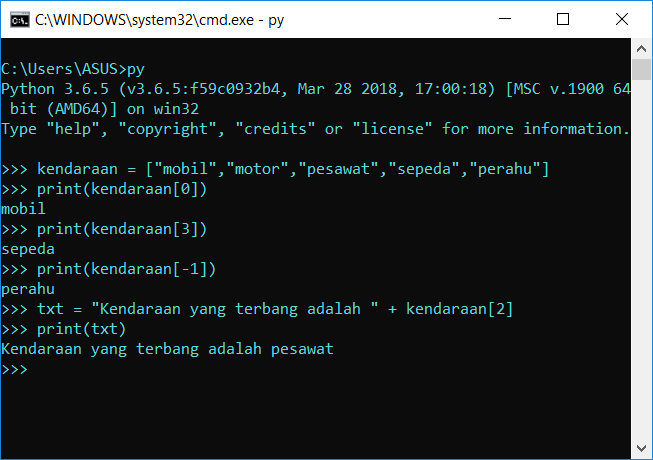 C:\WINDOWS\system32\cmd.exe - py
C:\Users\ASUS>py
Python 3.6.5 (v3.6.5:f59c0932b4, Mar 28 2018, 17:00:18) [MSC v.1900 64
 bit (AMD64)] on win32
Type "help", "copyright", "credits" or "license" for more information.
>>> kendaraan = ["mobil","motor","pesawat","sepeda","perahu"]
>>> print(kendaraan[0])
mobil
>>> print(kendaraan[3])
sepeda
>>> print(kendaraan[-1])
perahu
>>> txt = "Kendaraan yang terbang adalah " + kendaraan[2]
>>> print(txt)
Kendaraan yang terbang adalah pesawat
>>>